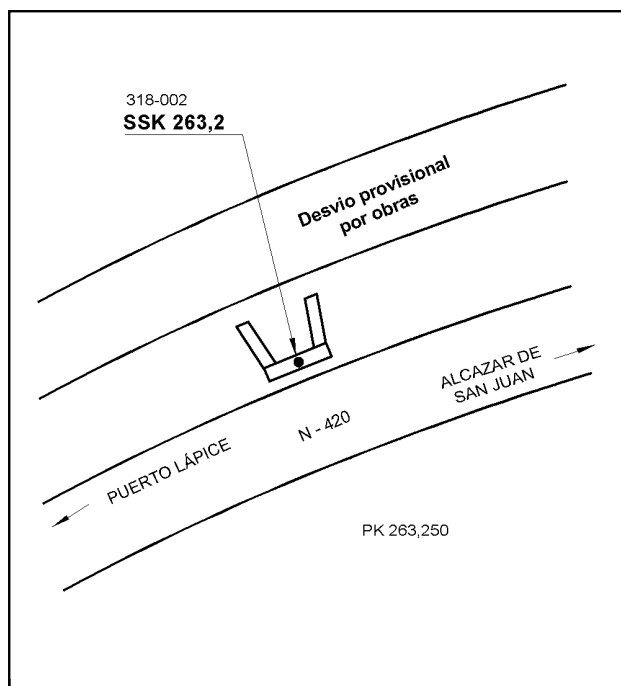 318-002
SSK 263,2
Desvio provisional
por obras
ALCAZAR DE
SAN JUAN
N - 420
PUERTO LÁPICE
PK 263,250